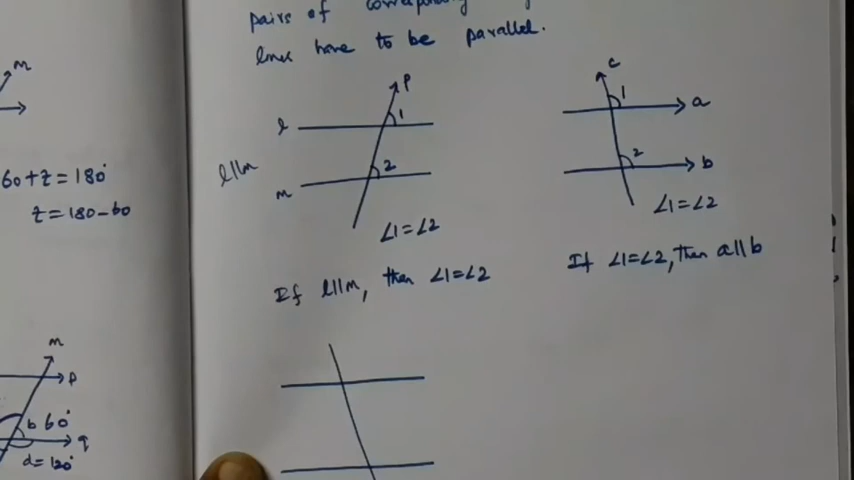 m
60+z=180°
z=180-60
m
p
b 60°
q
d=120°
pairs of
lines have to be parallel.
p
l
1
l||m
2
m
∠1=∠2
If l||m, then ∠1=∠2
c
1
a
2
b
∠1=∠2
If ∠1=∠2, then a||b